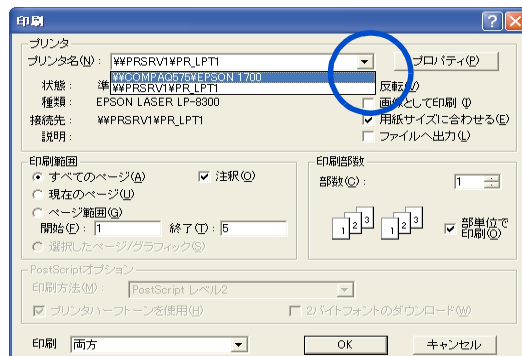 印刷
プリンタ
プリンタ名(N): ¥¥PRSRV1¥PR_LPT1 プロパティ(P)
¥¥COMPAQ575¥EPSON 1700
¥¥PRSRV1¥PR_LPT1
状態: 準
反転(V)
種類: EPSON LASER LP-8300
画像として印刷(I)
接続先: ¥¥PRSRV1¥PR_LPT1
用紙サイズに合わせる(E)
説明:
ファイルへ出力(L)
印刷範囲
すべてのページ(A) 注釈(O)
現在のページ(U)
ページ範囲(G)
開始(F): 1 終了(T): 5
選択したページ/グラフィック(S)
印刷部数
部数(C): 1
1 2 3 1 2 3
部単位で
印刷(O)
PostScriptオプション
印刷方法(M): PostScript レベル2
プリンタハーフトーンを使用(H) 2バイトフォントのダウンロード(W)
印刷 両方 OK キャンセル